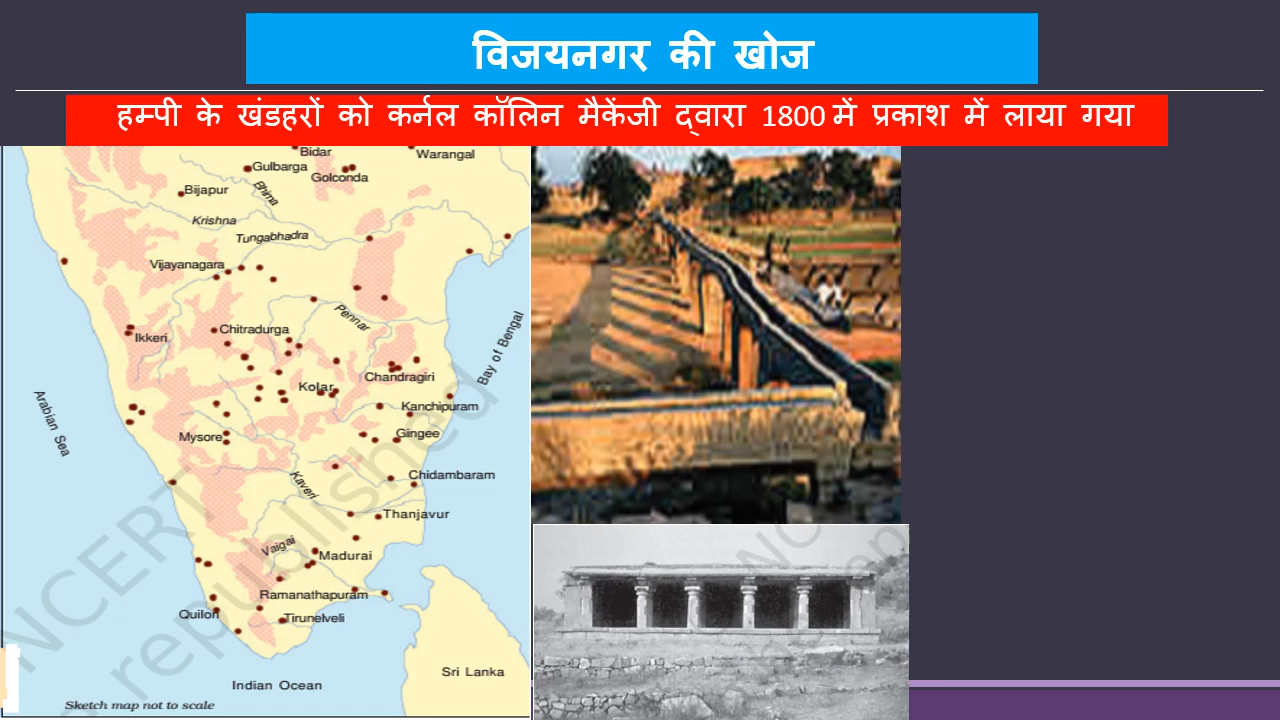 विजयनगर की खोज
हम्पी के खंडहरों को कर्नल कॉलिन मैकेंजी द्वारा 1800 में प्रकाश में लाया गया
Bidar
Warangal
Gulbarga
Golconda
Bijapur
Bhima
Krishna
Tungabhadra
Vijayanagara
Pennar
Ikkeri
Chitradurga
Bay of Bengal
Chandragiri
Kolar
Arabian Sea
Kanchipuram
Mysore
Gingee
Chidambaram
Kaveri
Thanjavur
Vaigai
Madurai
Ramanathapuram
Quilon
Tirunelveli
Sri Lanka
Indian Ocean
Sketch map not to scale
NCERT
republished